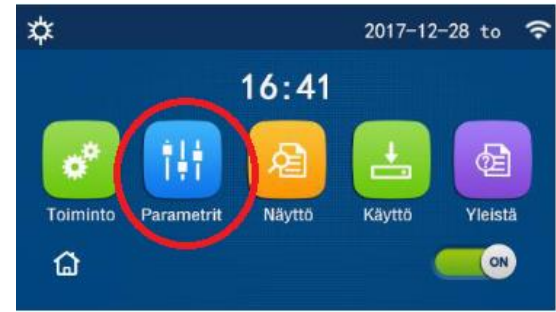 2017-12-28 to
16:41
Toiminto Parametrit Näyttö Käyttö Yleistä
ON